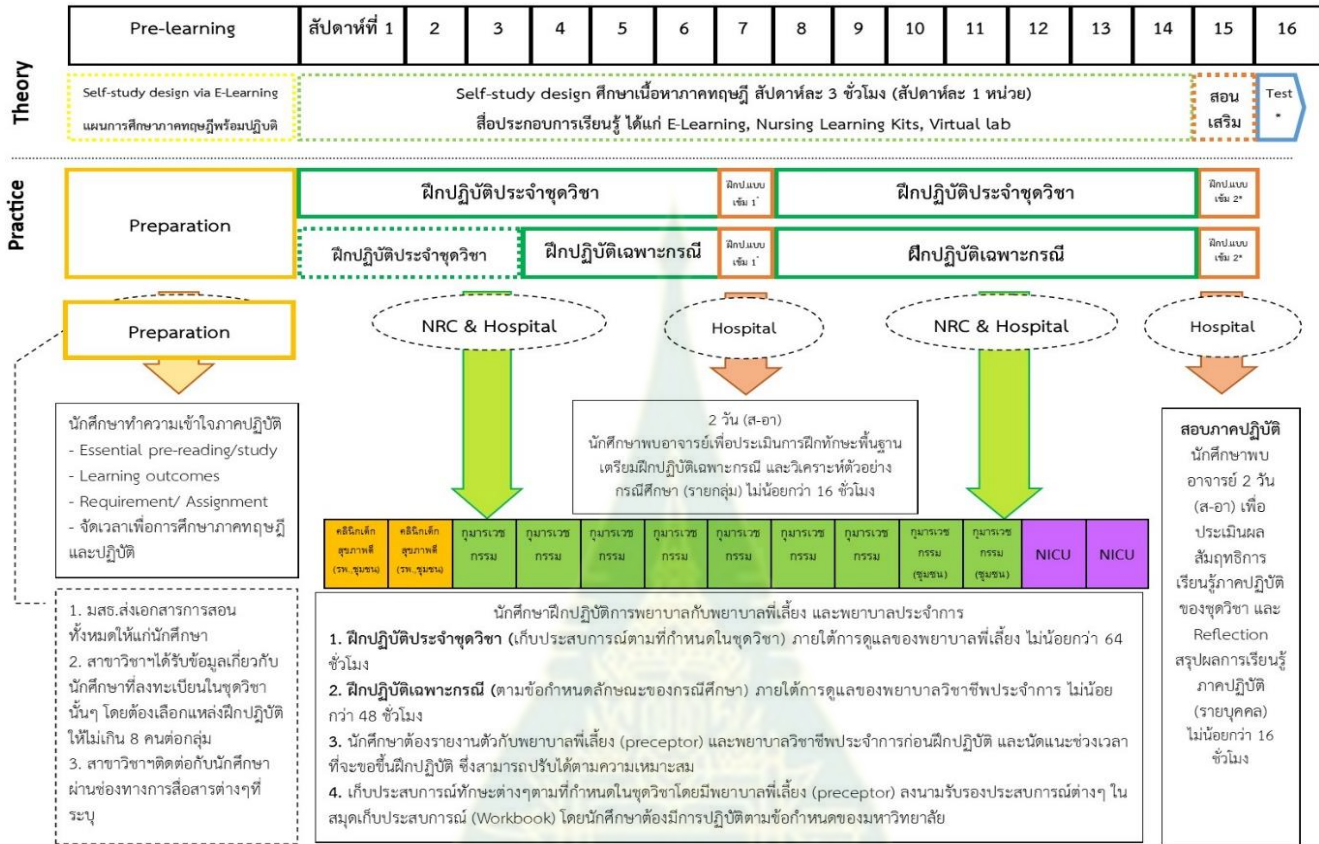 Pre-learning
สัปดาห์ที่ 1
2
3
4
5
6
7
8
9
10
11
12
13
14
15
16
Theory
Self-study design via E-Learning
แผนการศึกษาภาคทฤษฎีพร้อมปฏิบัติ
Self-study design ศึกษาเนื้อหาภาคทฤษฎี สัปดาห์ละ 3 ชั่วโมง (สัปดาห์ละ 1 หน่วย)
สื่อประกอบการเรียนรู้ ได้แก่ E-Learning, Nursing Learning Kits, Virtual lab
สอน
เสริม
Test
*
Practice
Preparation
ฝึกปฏิบัติประจำชุดวิชา
ฝึกป.แบบ
เข้ม 1*
ฝึกปฏิบัติประจำชุดวิชา
ฝึกป.แบบ
เข้ม 2*
ฝึกปฏิบัติประจำชุดวิชา
ฝึกปฏิบัติเฉพาะกรณี
ฝึกป.แบบ
เข้ม 1*
ฝึกปฏิบัติเฉพาะกรณี
ฝึกป.แบบ
เข้ม 2*
Preparation
NRC & Hospital
Hospital
NRC & Hospital
Hospital
นักศึกษาทำความเข้าใจภาคปฏิบัติ
- Essential pre-reading/study
- Learning outcomes
- Requirement/ Assignment
- จัดเวลาเพื่อการศึกษาภาคทฤษฎี
และปฏิบัติ
2 วัน (ส-อา)
นักศึกษาพบอาจารย์เพื่อประเมินการฝึกทักษะพื้นฐาน
เตรียมฝึกปฏิบัติเฉพาะกรณี และวิเคราะห์ตัวอย่าง
กรณีศึกษา (รายกลุ่ม) ไม่น้อยกว่า 16 ชั่วโมง
สอบภาคปฏิบัติ
นักศึกษาพบ
อาจารย์ 2 วัน
(ส-อา) เพื่อ
ประเมินผล
สัมฤทธิการ
เรียนรู้ภาคปฏิบัติ
ของชุดวิชา และ
Reflection
สรุปผลการเรียนรู้
ภาคปฏิบัติ
(รายบุคคล)
ไม่น้อยกว่า 16
ชั่วโมง
คลินิกเด็ก
สุขภาพดี
(รพ.,ชุมชน)
คลินิกเด็ก
สุขภาพดี
(รพ.,ชุมชน)
กุมารเวช
กรรม
กุมารเวช
กรรม
กุมารเวช
กรรม
กุมารเวช
กรรม
กุมารเวช
กรรม
กุมารเวช
กรรม
กุมารเวช
กรรม
กุมารเวช
กรรม
(ชุมชน)
กุมารเวช
กรรม
(ชุมชน)
NICU
NICU
1. มสธ.ส่งเอกสารการสอน
ทั้งหมดให้แก่นักศึกษา
2. สาขาวิชาฯได้รับข้อมูลเกี่ยวกับ
นักศึกษาที่ลงทะเบียนในชุดวิชา
นั้นๆ โดยต้องเลือกแหล่งฝึกปฏิบัติ
ให้ไม่เกิน 8 คนต่อกลุ่ม
3. สาขาวิชาฯติดต่อกับนักศึกษา
ผ่านช่องทางการสื่อสารต่างๆที่
ระบุ
นักศึกษาฝึกปฏิบัติการพยาบาลกับพยาบาลพี่เลี้ยง และพยาบาลประจำการ
1. ฝึกปฏิบัติประจำชุดวิชา (เก็บประสบการณ์ตามที่กำหนดในชุดวิชา) ภายใต้การดูแลของพยาบาลพี่เลี้ยง ไม่น้อยกว่า 64
ชั่วโมง
2. ฝึกปฏิบัติเฉพาะกรณี (ตามข้อกำหนดลักษณะของกรณีศึกษา) ภายใต้การดูแลของพยาบาลวิชาชีพประจำการ ไม่น้อย
กว่า 48 ชั่วโมง
3. นักศึกษาต้องรายงานตัวกับพยาบาลพี่เลี้ยง (preceptor) และพยาบาลวิชาชีพประจำการก่อนฝึกปฏิบัติ และนัดแนะช่วงเวลา
ที่จะขอขึ้นฝึกปฏิบัติ ซึ่งสามารถปรับได้ตามความเหมาะสม
4. เก็บประสบการณ์ทักษะต่างๆตามที่กำหนดในชุดวิชาโดยมีพยาบาลพี่เลี้ยง (preceptor) ลงนามรับรองประสบการณ์ต่างๆ ใน
สมุดเก็บประสบการณ์ (Workbook) โดยนักศึกษาต้องมีการปฏิบัติตามข้อกำหนดของมหาวิทยาลัย